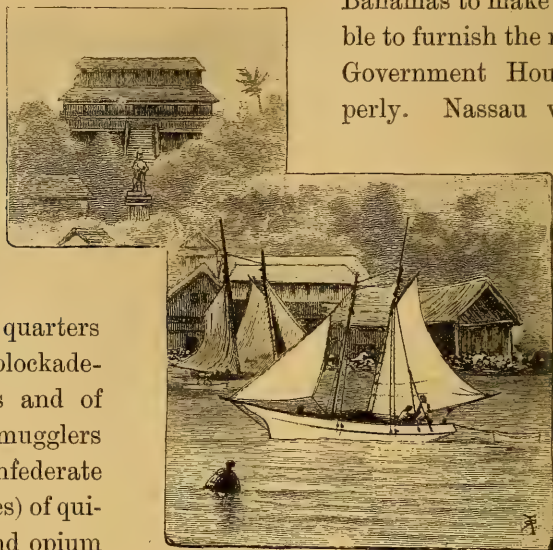 Bahamas to make
ble to furnish the
Government Hou
perly. Nassau
quarters
blockade-
and of
mugglers
nfederate
es) of qui-
nd opium